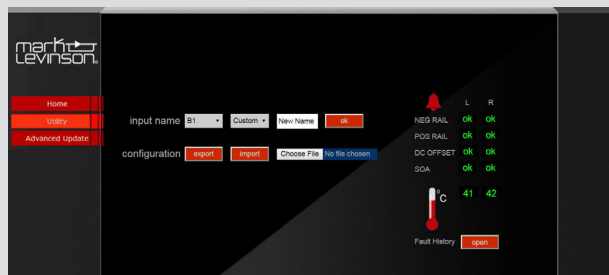 mark
Levinson.
Home
Utility
Advanced Update
input name B1 Custom New Name ok
configuration export import Choose File No file chosen
L R
NEG RAIL ok ok
POS RAIL ok ok
DC OFFSET ok ok
SOA ok ok
°C 41 42
Fault History open